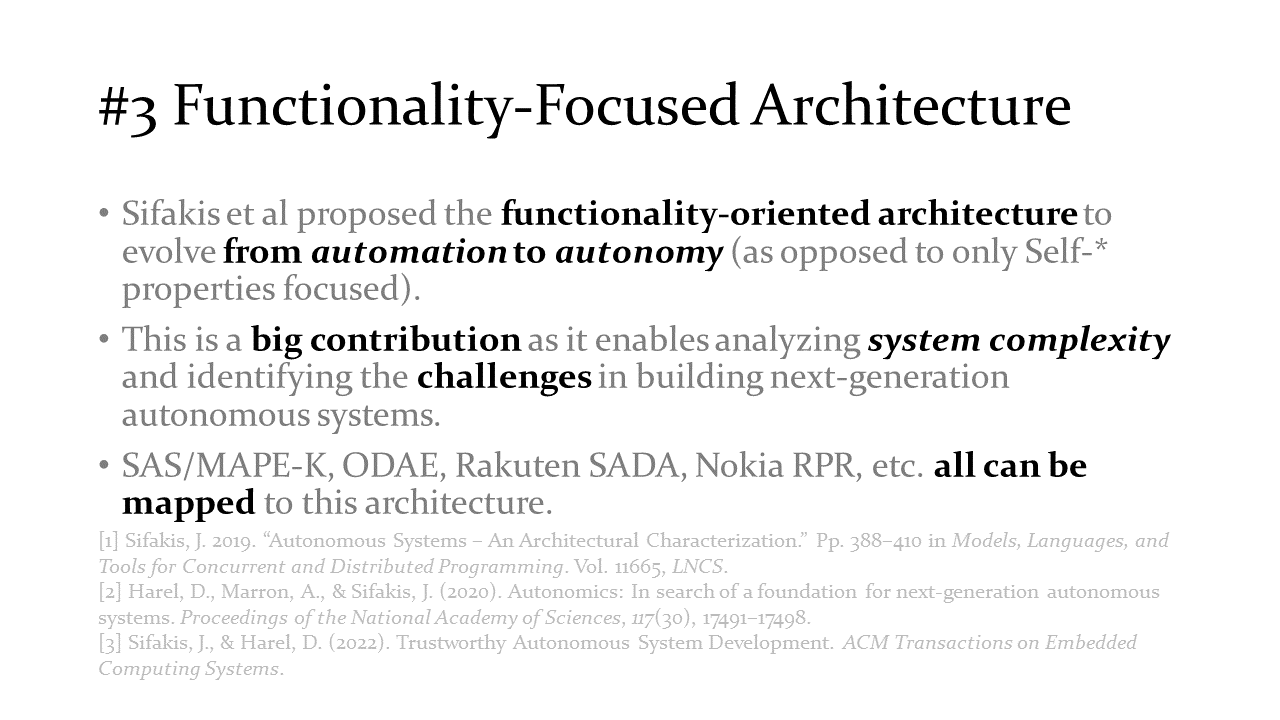 #3 Functionality-Focused Architecture
• Sifakis et al proposed the functionality-oriented architecture to
evolve from automation to autonomy (as opposed to only Self-*
properties focused).
• This is a big contribution as it enables analyzing system complexity
and identifying the challenges in building next-generation
autonomous systems.
• SAS/MAPE-K, ODAE, Rakuten SADA, Nokia RPR, etc. all can be
mapped to this architecture.
[1] Sifakis, J. 2019. “Autonomous Systems – An Architectural Characterization.” Pp. 388–410 in Models, Languages, and
Tools for Concurrent and Distributed Programming. Vol. 11665, LNCS.
[2] Harel, D., Marron, A., & Sifakis, J. (2020). Autonomics: In search of a foundation for next-generation autonomous
systems. Proceedings of the National Academy of Sciences, 117(30), 17491–17498.
[3] Sifakis, J., & Harel, D. (2022). Trustworthy Autonomous System Development. ACM Transactions on Embedded
Computing Systems.